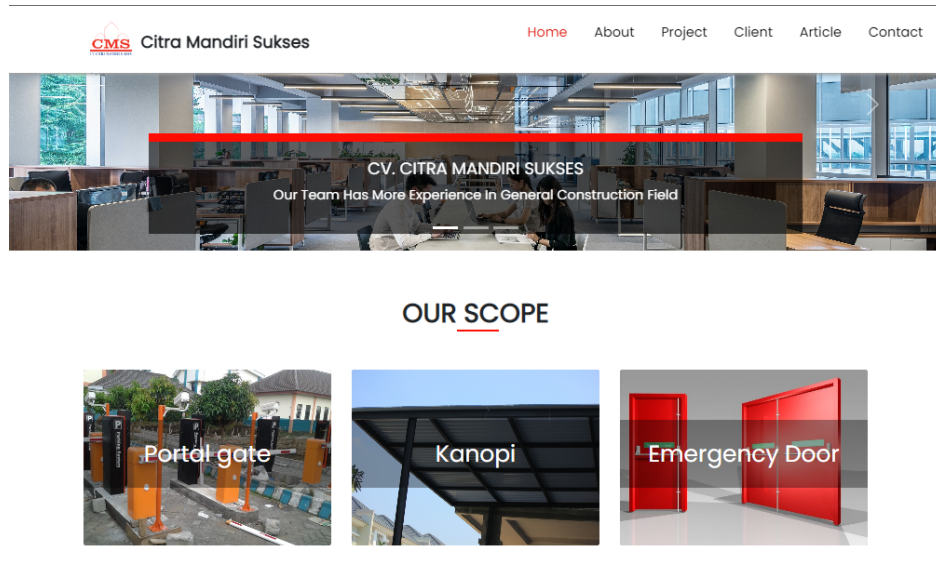 CMS
Citra Mandiri Sukses
Home About Project Client Article Contact
CV. CITRA MANDIRI SUKSES
Our Team Has More Experience In General Construction Field
OUR SCOPE
Portal gate
Kanopi
Emergency Door